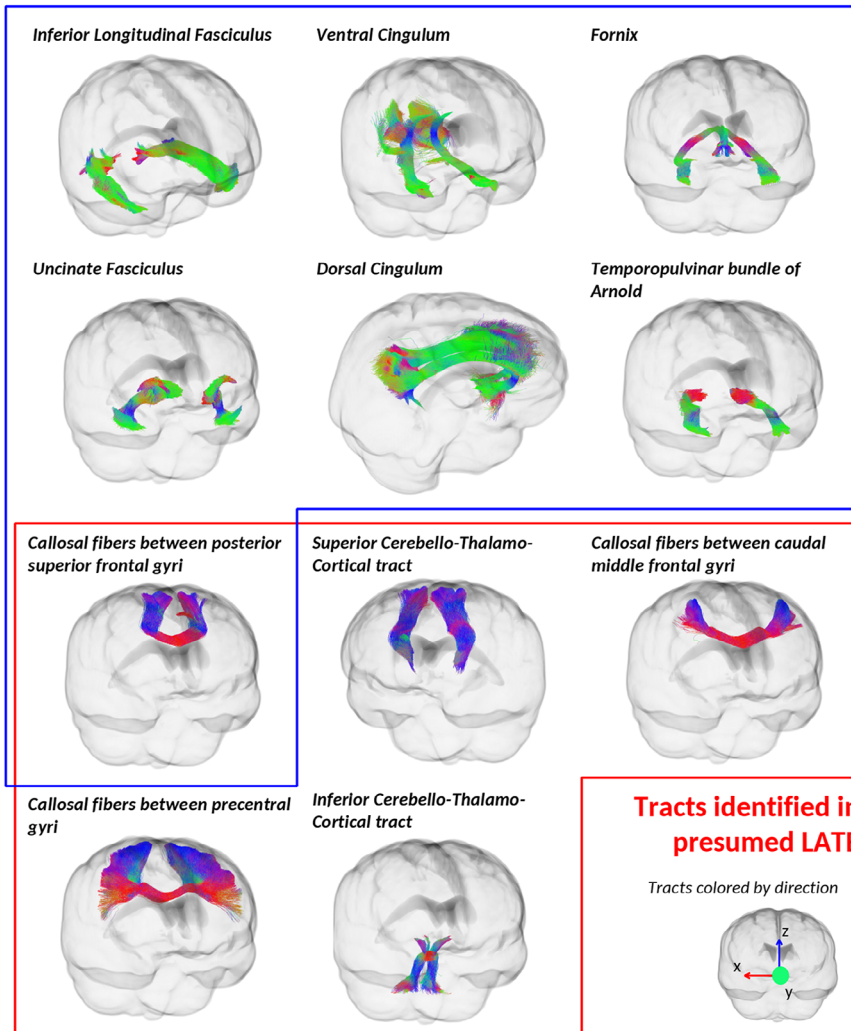 Inferior Longitudinal Fasciculus
Ventral Cingulum
Fornix
Uncinate Fasciculus
Dorsal Cingulum
Temporopulvinar bundle of
Arnold
Callosal fibers between posterior
superior frontal gyri
Superior Cerebello-Thalamo-
Cortical tract
Callosal fibers between caudal
middle frontal gyri
Callosal fibers between precentral
gyri
Inferior Cerebello-Thalamo-
Cortical tract
Tracts identified in
presumed
Tracts colored by direction
z
x
y